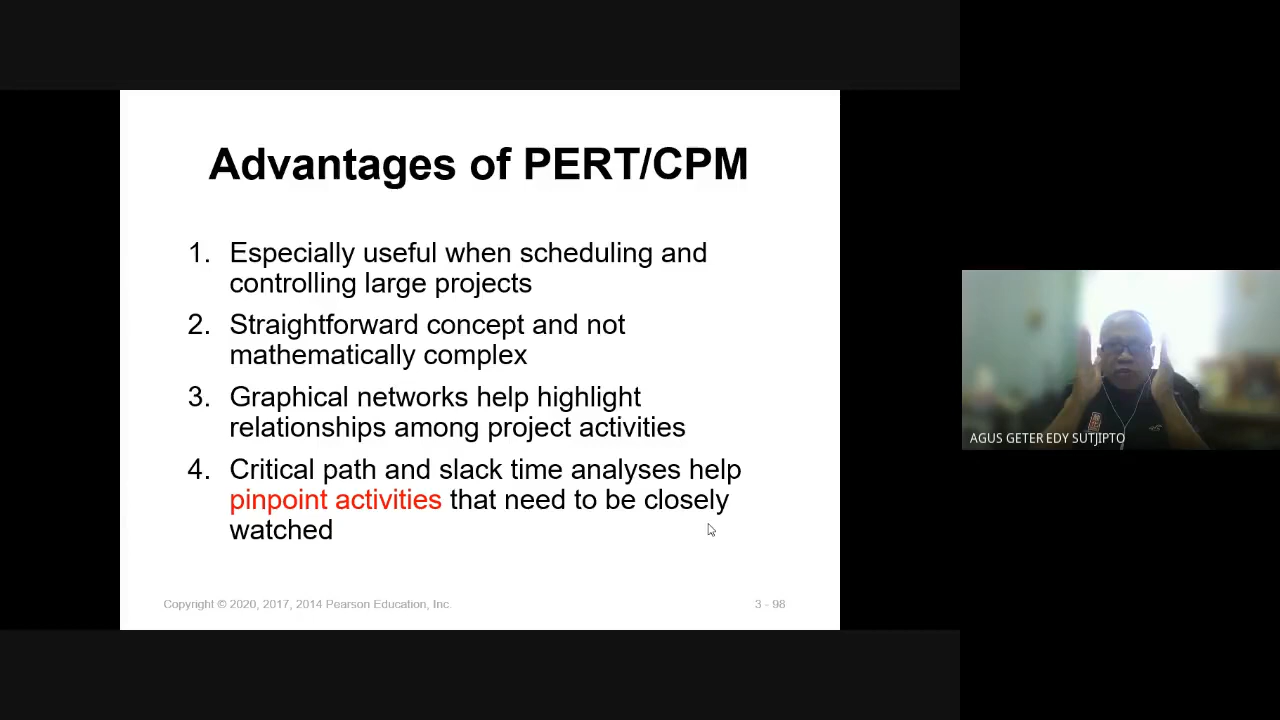 Advantages of PERT/CPM
1. Especially useful when scheduling and
controlling large projects
2. Straightforward concept and not
mathematically complex
3. Graphical networks help highlight
relationships among project activities
4. Critical path and slack time analyses help
pinpoint activities that need to be closely
watched
Copyright © 2020, 2017, 2014 Pearson Education, Inc.
3 - 98
AGUS GETER EDY SUTJIPTO